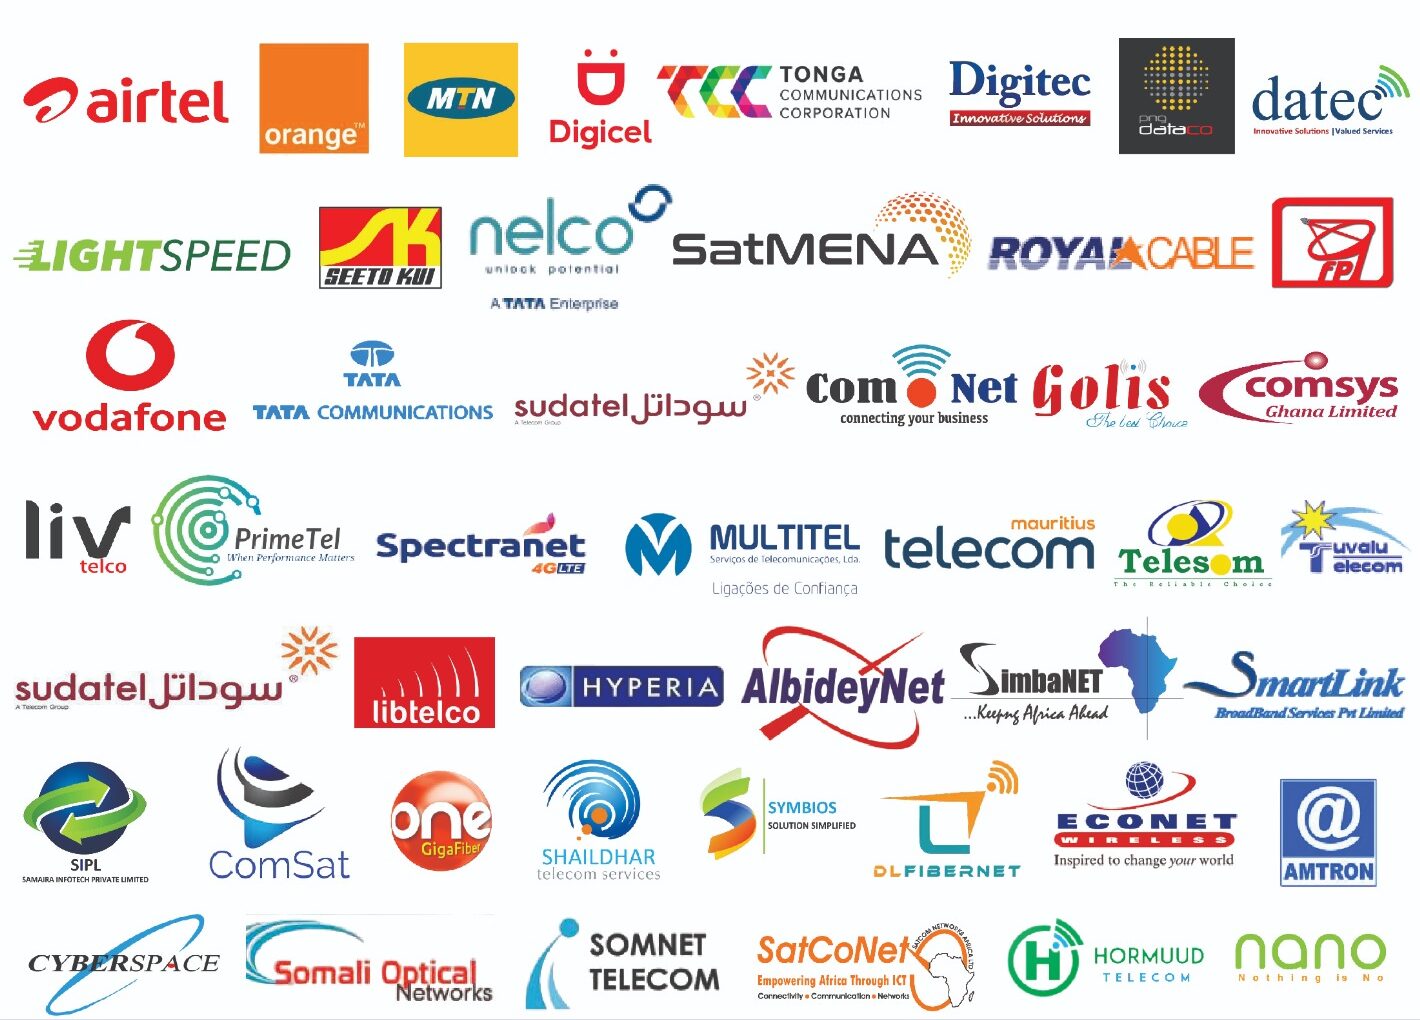 airtel
orange™
MTN
Digicel
TCC TONGA
COMMUNICATIONS
CORPORATION
Digitec
Innovative Solutions
png
dataco
datec
Innovative Solutions | Valued Services
LIGHTSPEED
SK
SEETO KUI
nelco
unlock potential
A TATA Enterprise
SatMENA
ROYAL CABLE
FPI
vodafone
TATA
TATA COMMUNICATIONS
sudatel سوداتل ®
A Telecom Group
Com Net
connecting your business
Golis
The best Choice
comsys
Ghana Limited
liv
telco
PrimeTel
When Performance Matters
Spectranet
4G LTE
MULTITEL
Serviços de Telecomunicações, Lda.
Ligações de Confiança
mauritius
telecom
Telesom
The Reliable Choice
Tuvalu
Telecom
sudatel سوداتل ®
A Telecom Group
libtelco
HYPERIA
AlbideyNet
SimbaNET
...Keepng Africa Ahead
SmartLink
BroadBand Services Pvt Limited
SIPL
SAMAIRA INFOTECH PRIVATE LIMITED
ComSat
one
GigaFiber
SHAILDHAR
telecom services
SYMBIOS
SOLUTION SIMPLIFIED
DLFIBERNET
ECONET
WIRELESS
Inspired to change your world
@
AMTRON
CYBERSPACE
Somali Optical
Networks
SOMNET
TELECOM
SatCoNet
Empowering Africa Through ICT
Connectivity • Communication • Networks
SATCOM NETWORKS AFRICA LTD
H
HORMUUD
TELECOM
nano
Nothing is No